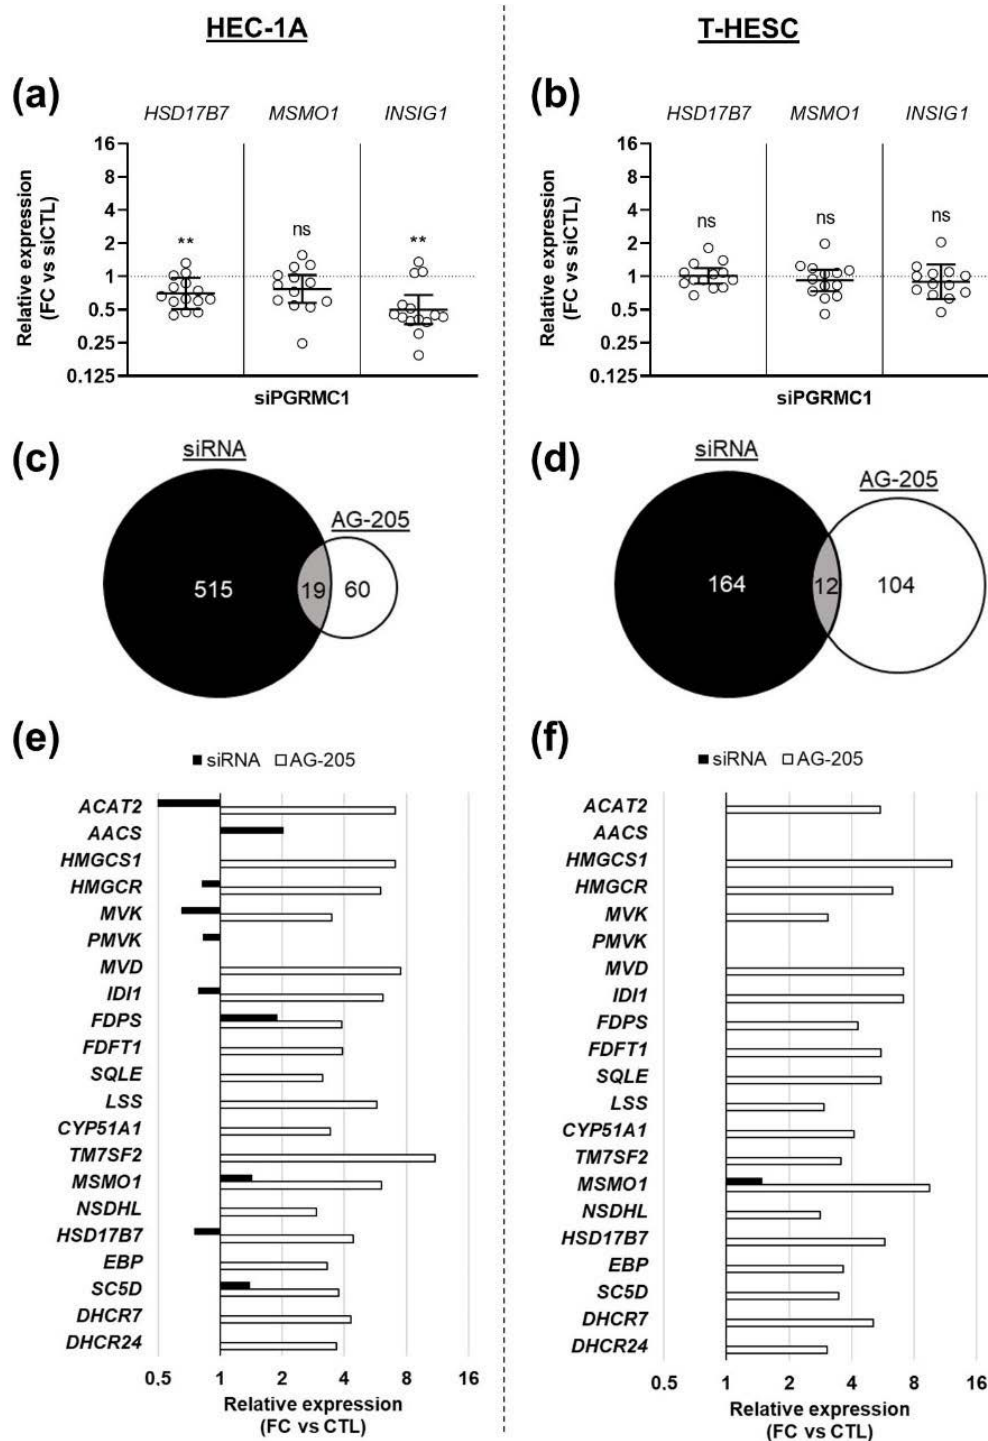 HEC-1A
T-HESC
(a)
HSD17B7 MSMO1 INSIG1
Relative expression
(FC vs siCTL)
16
8
4
2
1
0.5
0.25
0.125
** ns **
siPGRMC1
(b)
HSD17B7 MSMO1 INSIG1
Relative expression
(FC vs siCTL)
16
8
4
2
1
0.5
0.25
0.125
ns ns ns
siPGRMC1
(c)
siRNA
AG-205
515 19 60
(d)
siRNA
AG-205
164 12 104
(e)
siRNA AG-205
ACAT2
AACS
HMGCS1
HMGCR
MVK
PMVK
MVD
IDI1
FDPS
FDFT1
SQLE
LSS
CYP51A1
TM7SF2
MSMO1
NSDHL
HSD17B7
EBP
SC5D
DHCR7
DHCR24
0.5 1 2 4 8 16
Relative expression
(FC vs CTL)
(f)
siRNA AG-205
ACAT2
AACS
HMGCS1
HMGCR
MVK
PMVK
MVD
IDI1
FDPS
FDFT1
SQLE
LSS
CYP51A1
TM7SF2
MSMO1
NSDHL
HSD17B7
EBP
SC5D
DHCR7
DHCR24
0.5 1 2 4 8 16
Relative expression
(FC vs CTL)